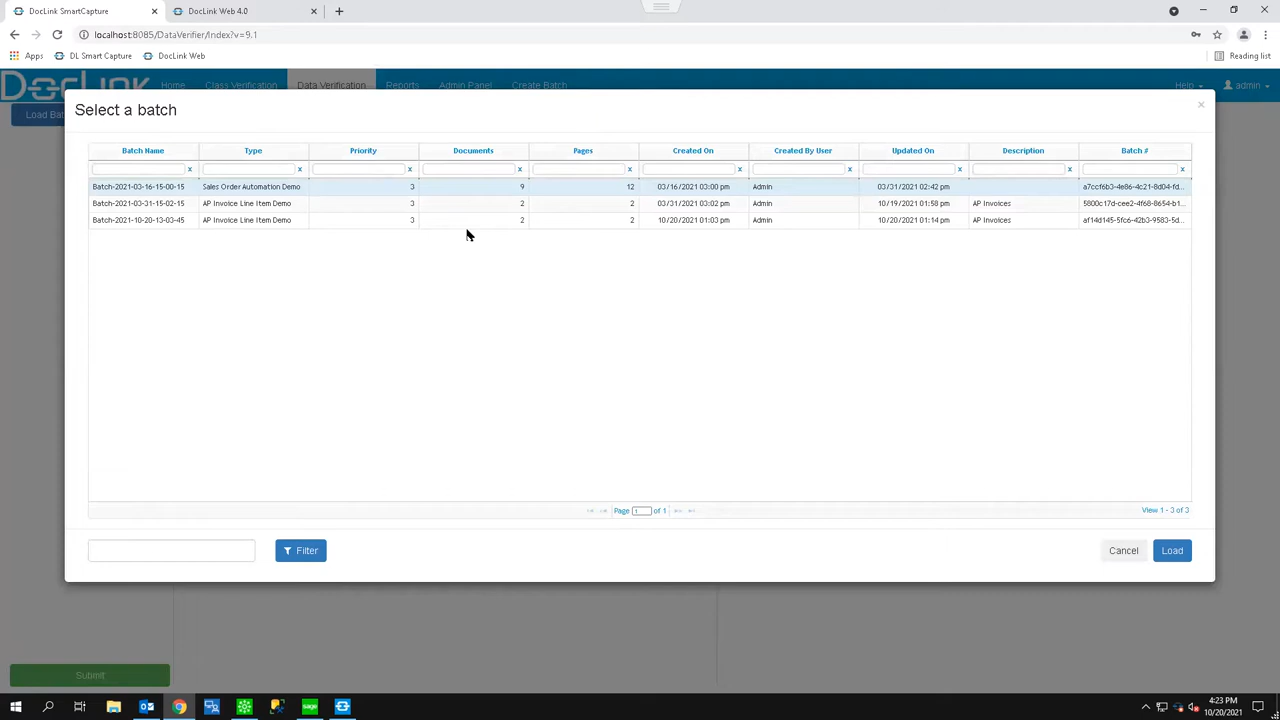 DocLink SmartCapture × DocLink Web 4.0 × +
localhost:8085/DataVerifier/Index?v=9.1
Apps DL Smart Capture DocLink Web Reading list
DocLink Home Class Verification Data Verification Reports Admin Panel Create Batch Help admin
Load Bat
Select a batch ×
Batch Name Type Priority Documents Pages Created On Created By User Updated On Description Batch #
x x x x x x x x x x
Batch-2021-03-16-15-00-15 Sales Order Automation Demo 3 9 12 03/16/2021 03:00 pm Admin 03/31/2021 02:42 pm a7ccf6b3-4e86-4c21-8d04-fd...
Batch-2021-03-31-15-02-15 AP Invoice Line Item Demo 3 2 2 03/31/2021 03:02 pm Admin 10/19/2021 01:58 pm AP Invoices 5800c17d-cee2-4f68-8654-b1...
Batch-2021-10-20-13-03-45 AP Invoice Line Item Demo 3 2 2 10/20/2021 01:03 pm Admin 10/20/2021 01:14 pm AP Invoices af14d145-5fc6-42b3-9583-5d...
Page 1 of 1 View 1 - 3 of 3
Filter Cancel Load
Submit
sage
4:23 PM
10/20/2021